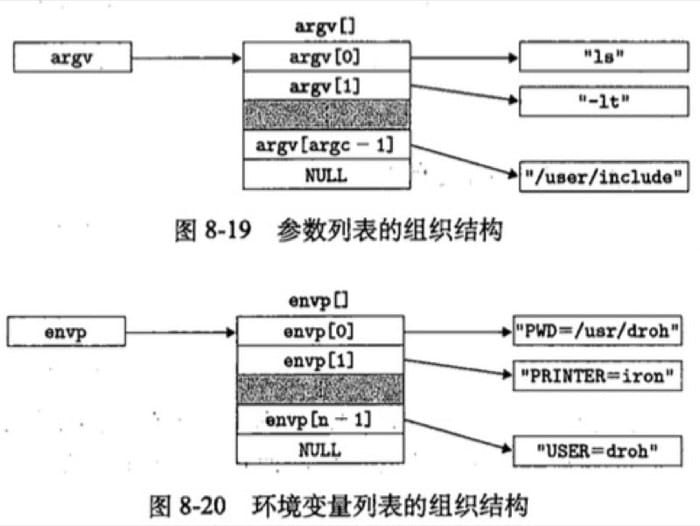 argv[]
argv
argv[0]
"ls"
argv[1]
"-lt"
argv[argc - 1]
NULL
"/user/include"
图 8-19 参数列表的组织结构
envp[]
envp
envp[0]
"PWD=/usr/droh"
envp[1]
"PRINTER=iron"
envp[n - 1]
NULL
"USER=droh"
图 8-20 环境变量列表的组织结构